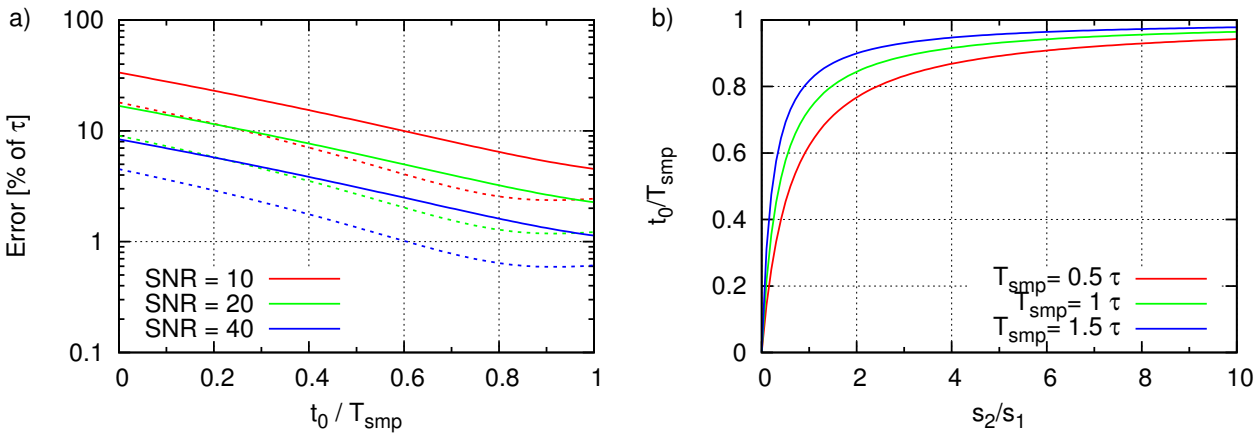 a)
100
10
1
0.1
Error [% of τ]
SNR = 10
SNR = 20
SNR = 40
0 0.2 0.4 0.6 0.8 1
t0 / Tsmp
b)
1
0.8
0.6
0.4
0.2
0
t0/Tsmp
Tsmp= 0.5 τ
Tsmp= 1 τ
Tsmp= 1.5 τ
0 2 4 6 8 10
s2/s1